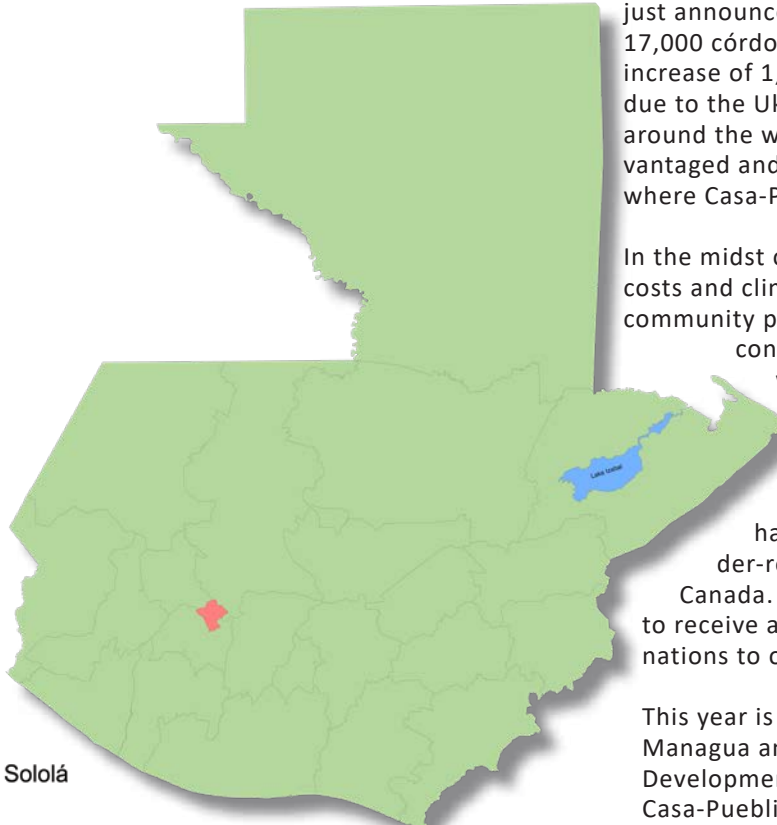 just announc
17,000 córdo
increase of 1,
due to the Uk
around the w
vantaged and
where Casa-P
In the midst o
costs and clin
community p
con
Lake Izabal
ha
der-re
Canada.
to receive a
nations to o
This year is
Managua an
Developmen
Casa-Puebli
Sololá